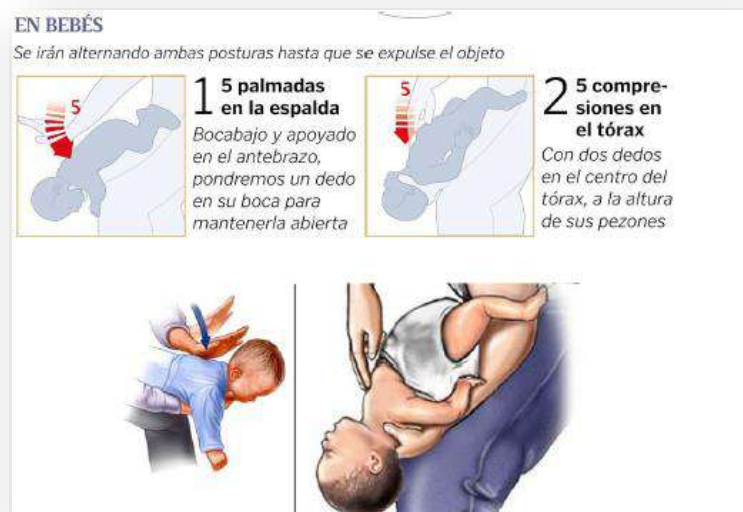 EN BEBÉS
Se irán alternando ambas posturas hasta que se expulse el objeto
5
1 5 palmadas
en la espalda
Bocabajo y apoyado
en el antebrazo,
pondremos un dedo
en su boca para
mantenerla abierta
5
2 5 compre-
siones en
el tórax
Con dos dedos
en el centro del
tórax, a la altura
de sus pezones